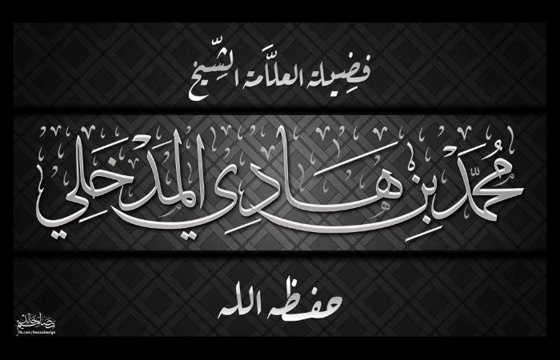 فضيلة العلامة الشيخ
محمد بن هادي المدخلي
حفظه الله